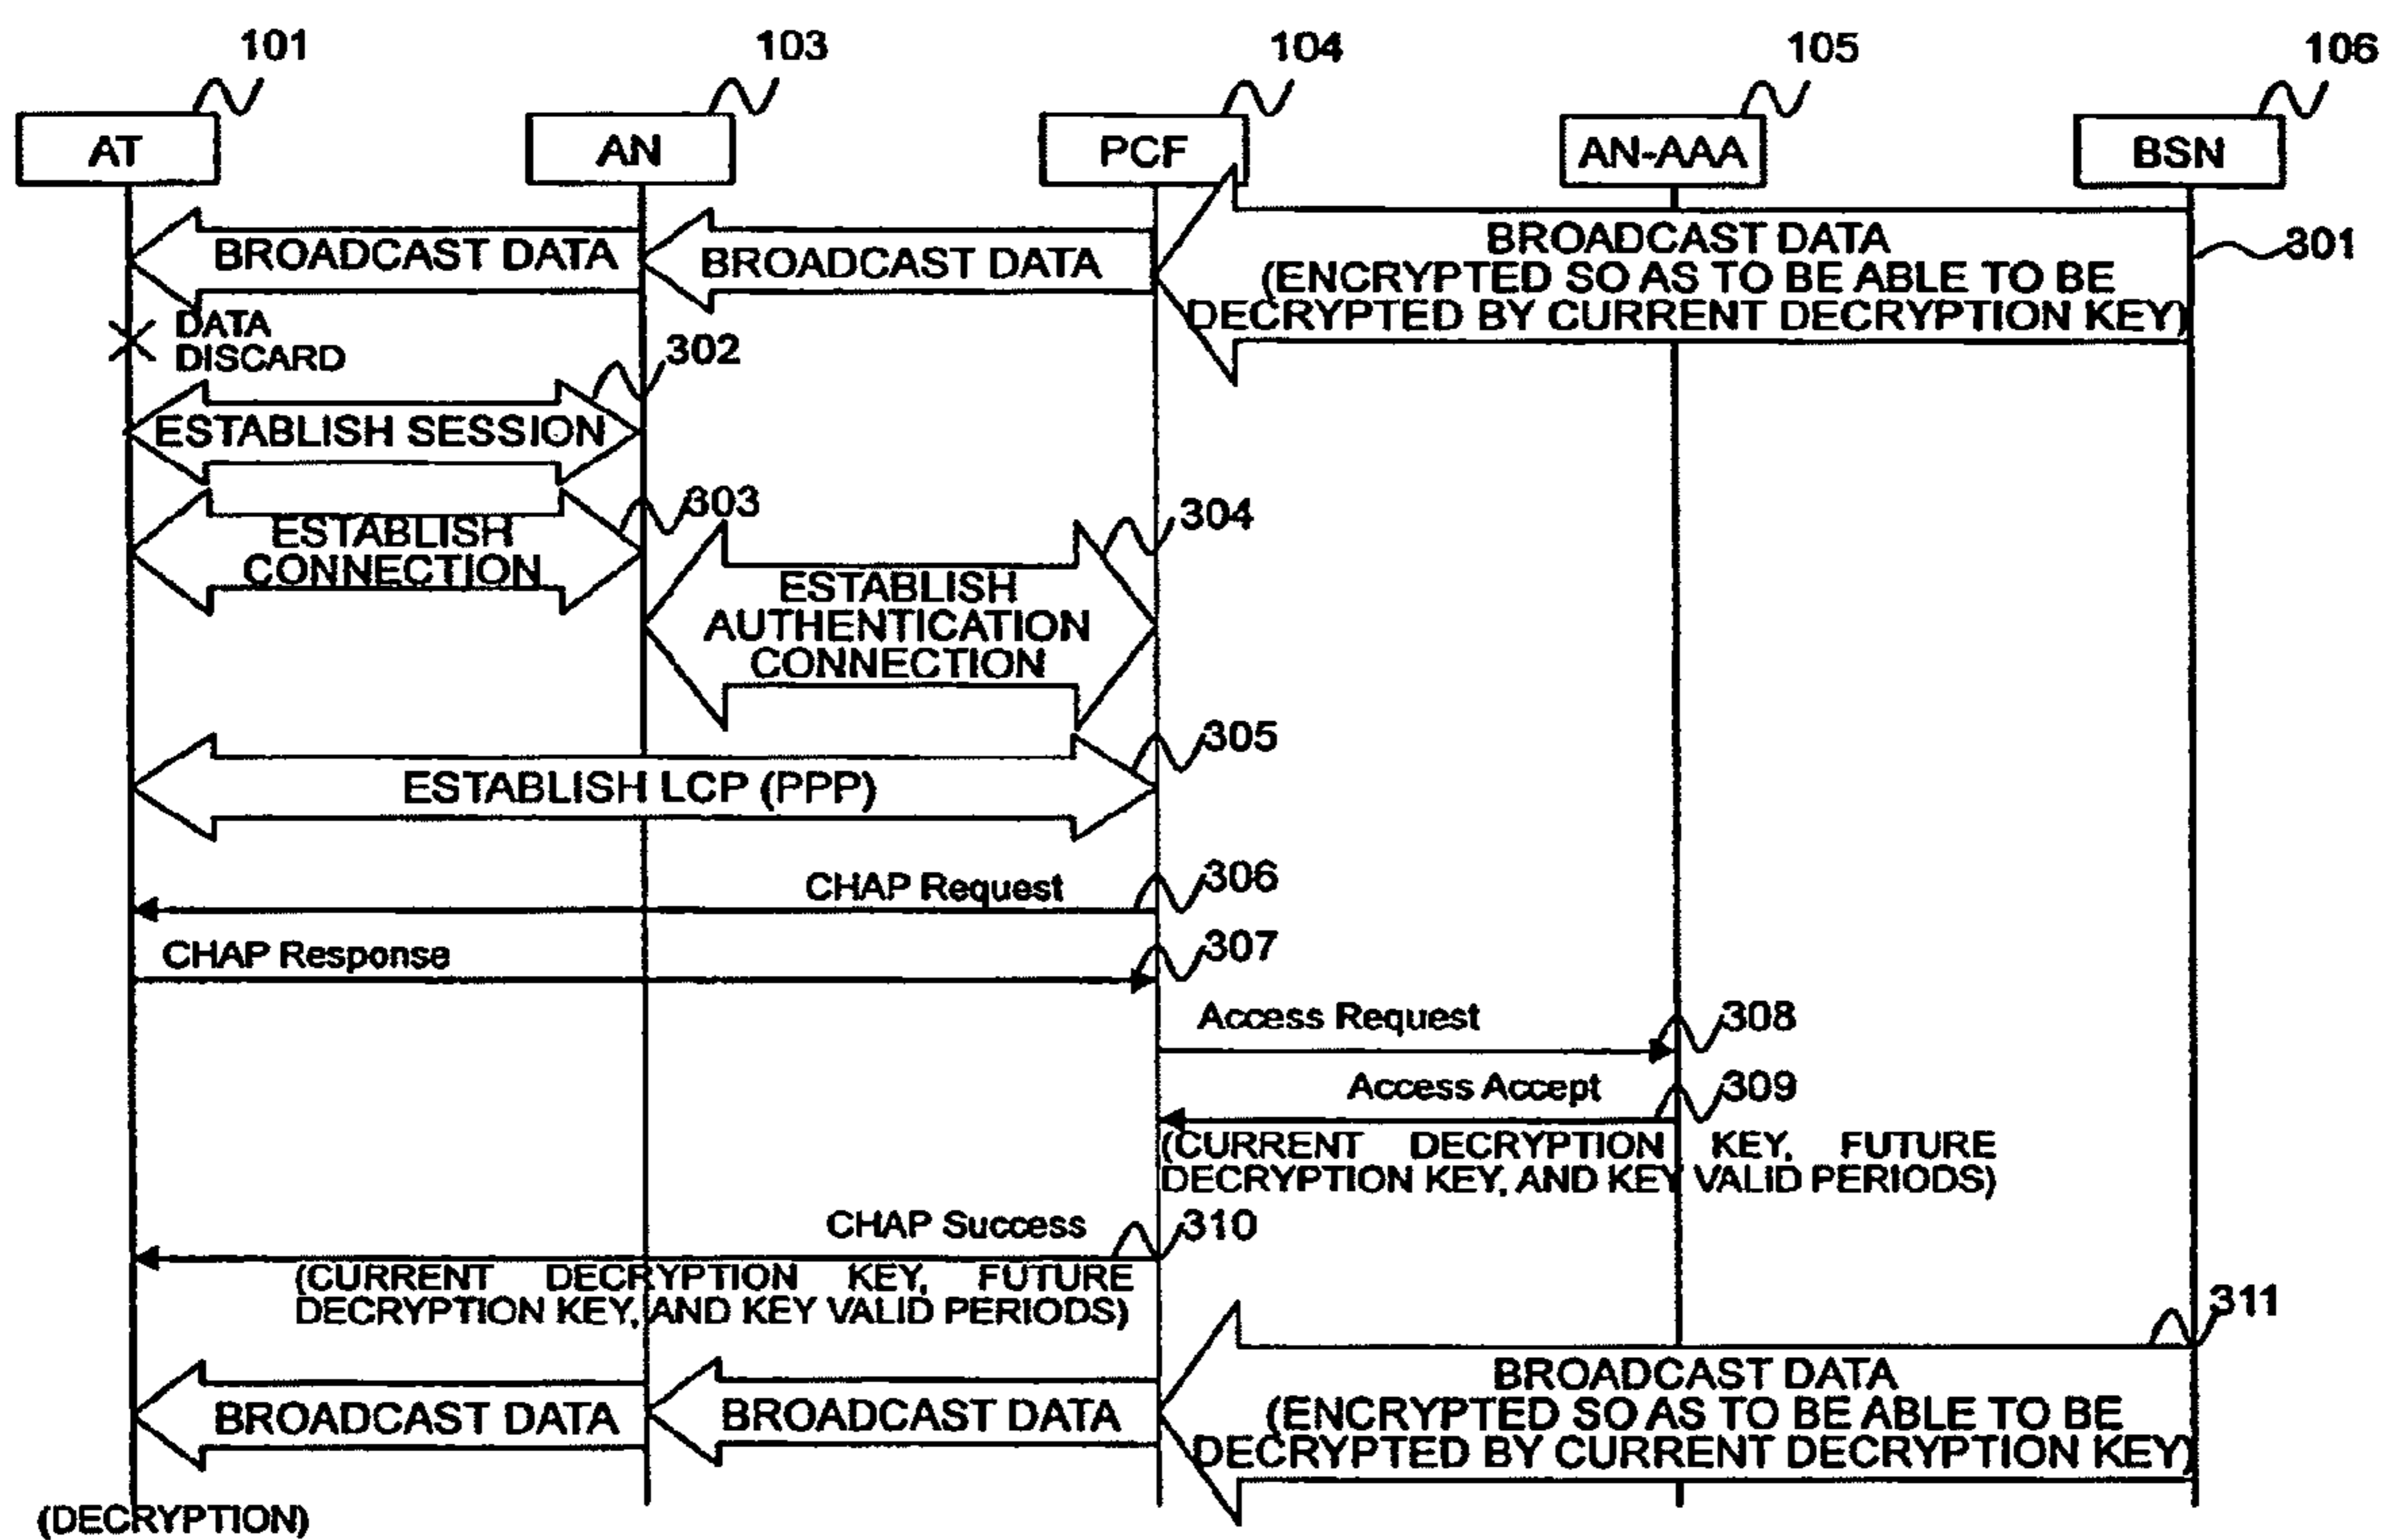 101
103
104
105
106
AT
AN
PCF
AN-AAA
BSN
BROADCAST DATA
BROADCAST DATA
BROADCAST DATA
(ENCRYPTED SO AS TO BE ABLE TO BE
DECRYPTED BY CURRENT DECRYPTION KEY)
301
DATA
DISCARD
302
ESTABLISH SESSION
303
ESTABLISH
CONNECTION
304
ESTABLISH
AUTHENTICATION
CONNECTION
305
ESTABLISH LCP (PPP)
CHAP Request
306
CHAP Response
307
Access Request
308
Access Accept
309
(CURRENT DECRYPTION KEY, FUTURE
DECRYPTION KEY, AND KEY VALID PERIODS)
CHAP Success
310
(CURRENT DECRYPTION KEY, FUTURE
DECRYPTION KEY, AND KEY VALID PERIODS)
311
BROADCAST DATA
BROADCAST DATA
BROADCAST DATA
(ENCRYPTED SO AS TO BE ABLE TO BE
DECRYPTED BY CURRENT DECRYPTION KEY)
(DECRYPTION)